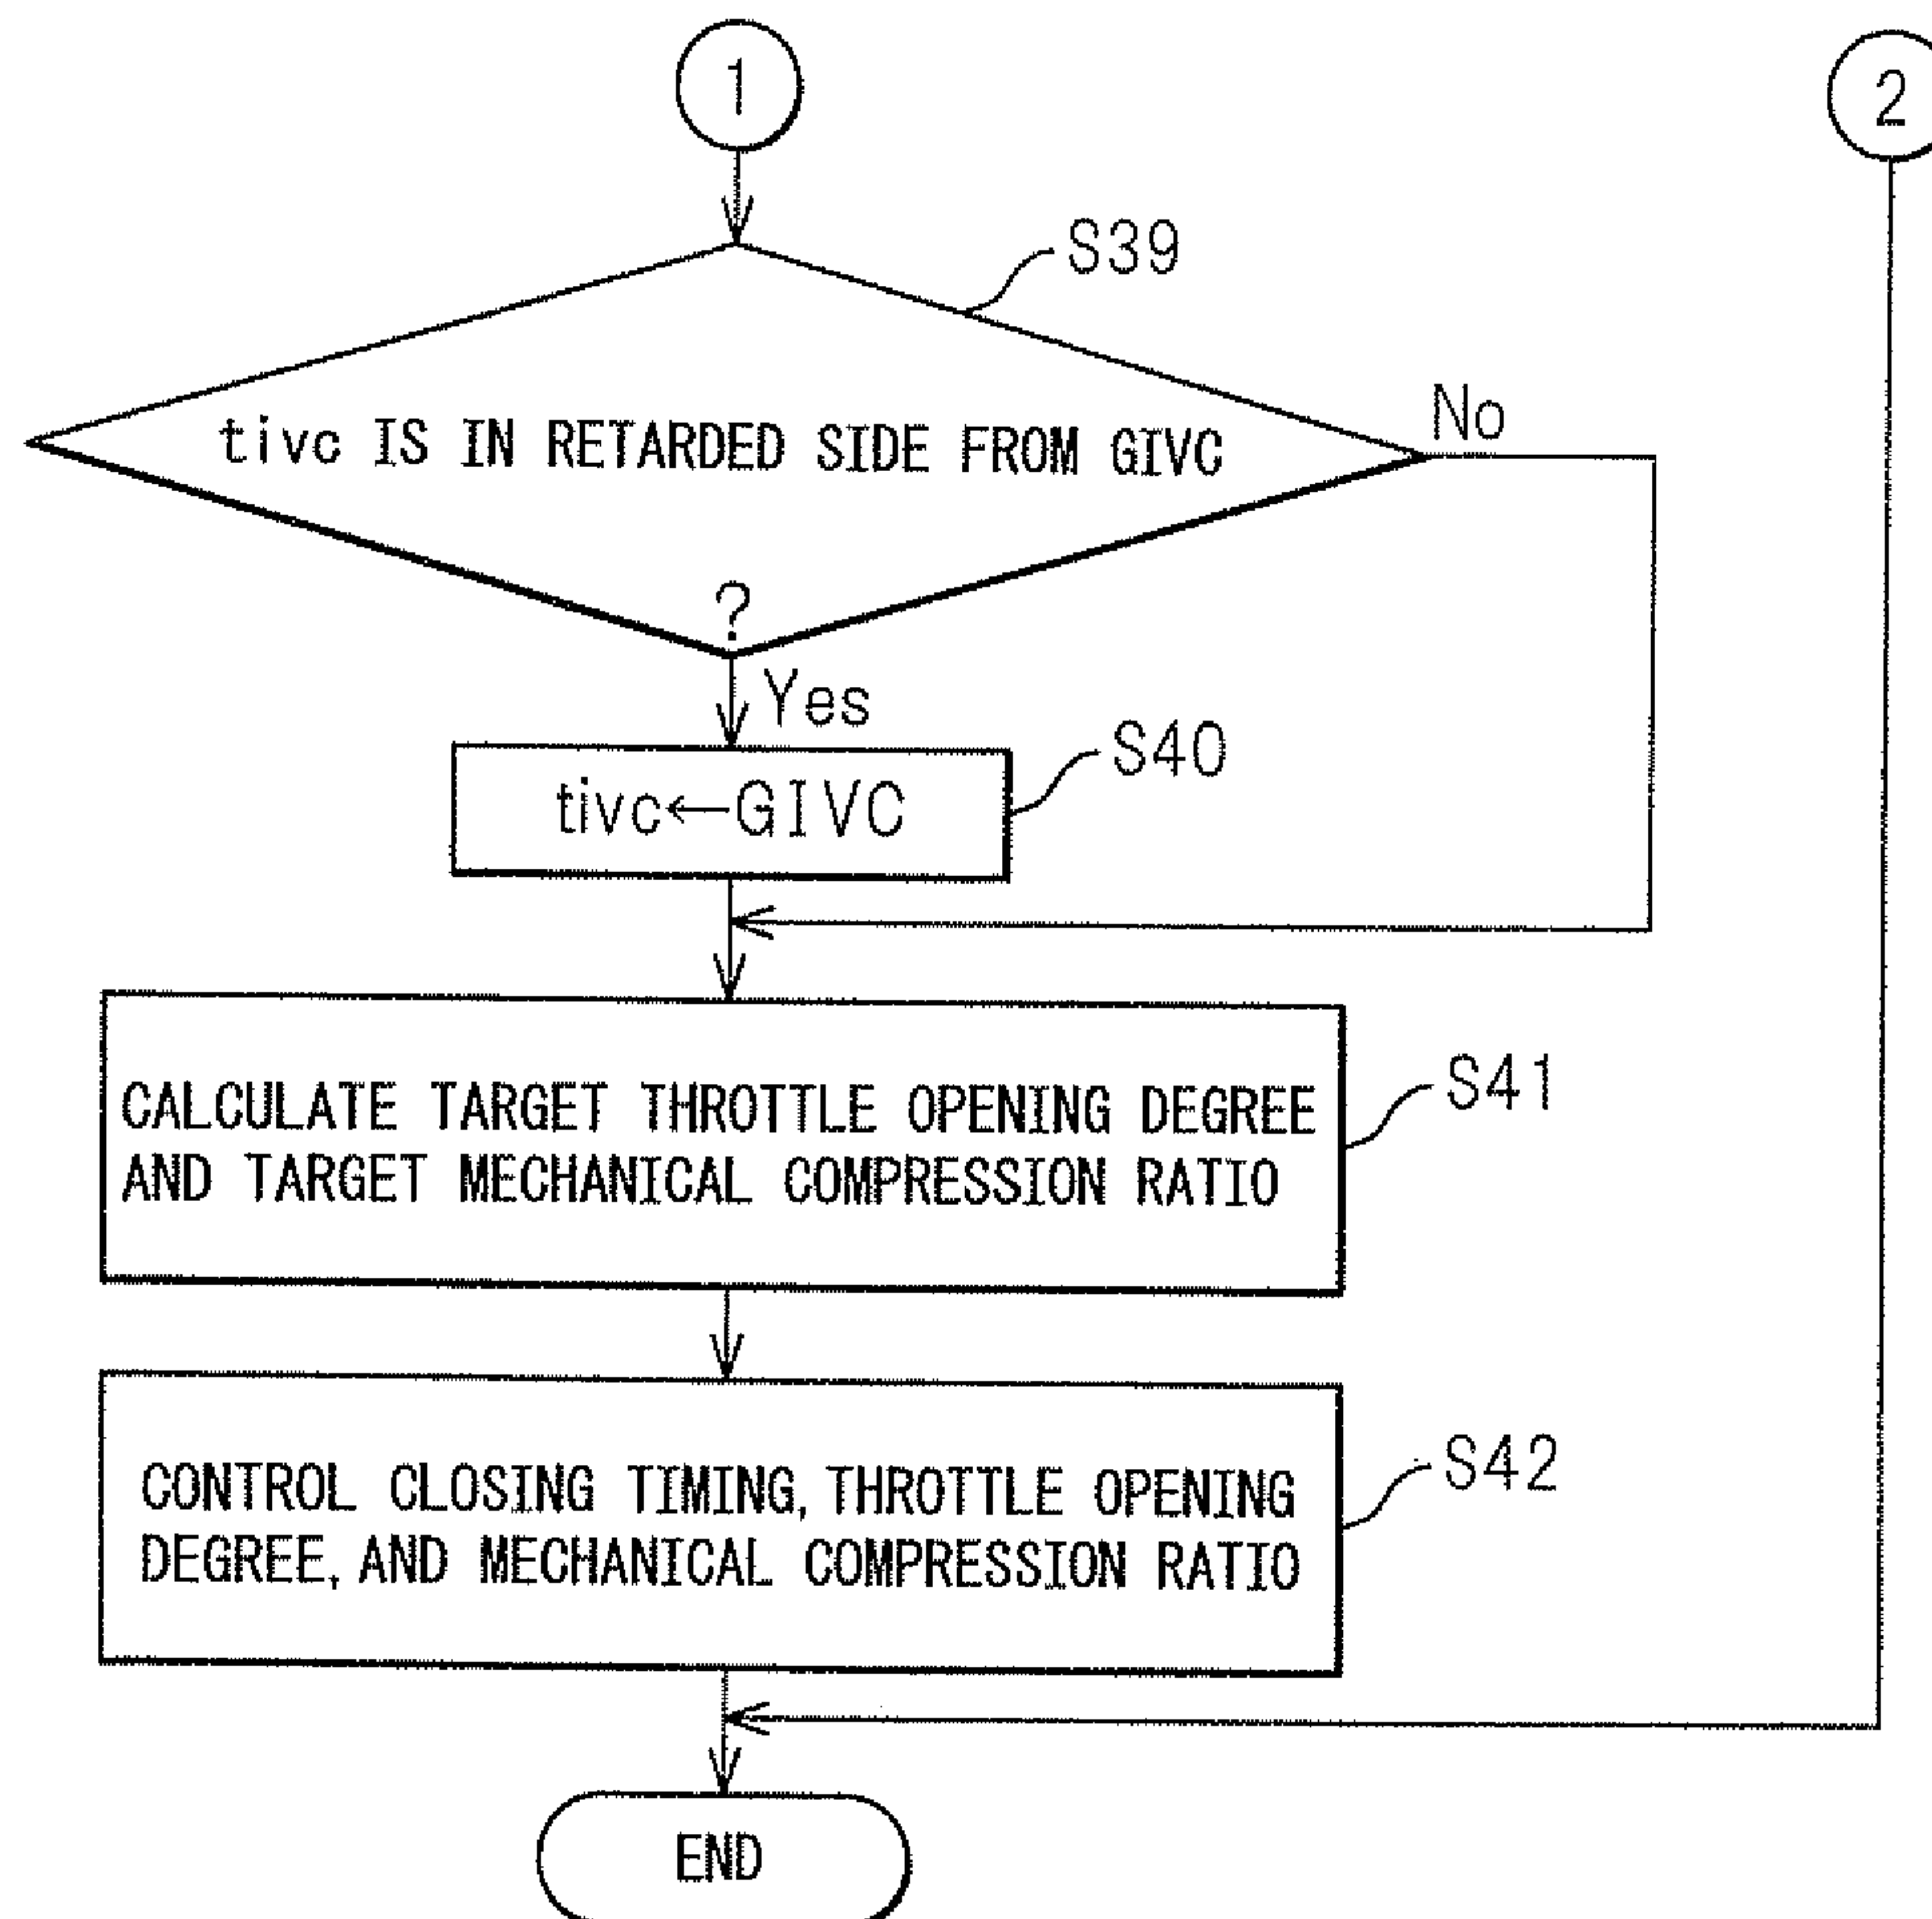 1
2
S39
tivc IS IN RETARDED SIDE FROM GIVC
No
?
Yes
S40
tivc←GIVC
S41
CALCULATE TARGET THROTTLE OPENING DEGREE
AND TARGET MECHANICAL COMPRESSION RATIO
S42
CONTROL CLOSING TIMING, THROTTLE OPENING
DEGREE, AND MECHANICAL COMPRESSION RATIO
END